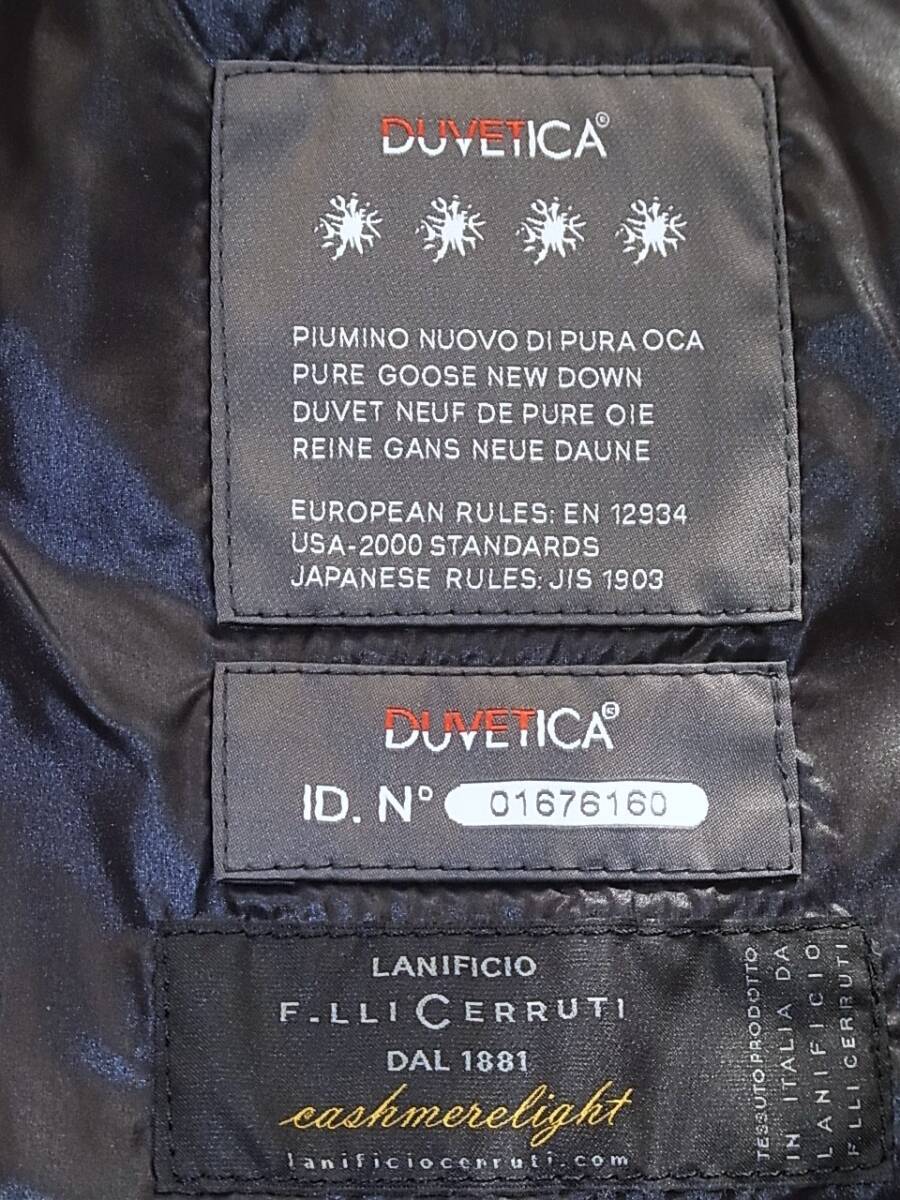 DUVETICA®
PIUMINO NUOVO DI PURA OCA
PURE GOOSE NEW DOWN
DUVET NEUF DE PURE OIE
REINE GANS NEUE DAUNE
EUROPEAN RULES: EN 12934
USA-2000 STANDARDS
JAPANESE RULES: JIS 1903
DUVETICA®
ID. N° 01676160
LANIFICIO
F.LLI CERRUTI
DAL 1881
cashmerelight
lanificiocerruti.com
TESSUTO PRODOTTO
IN ITALIA DA
LANIFICIO
F.LLI CERRUTI